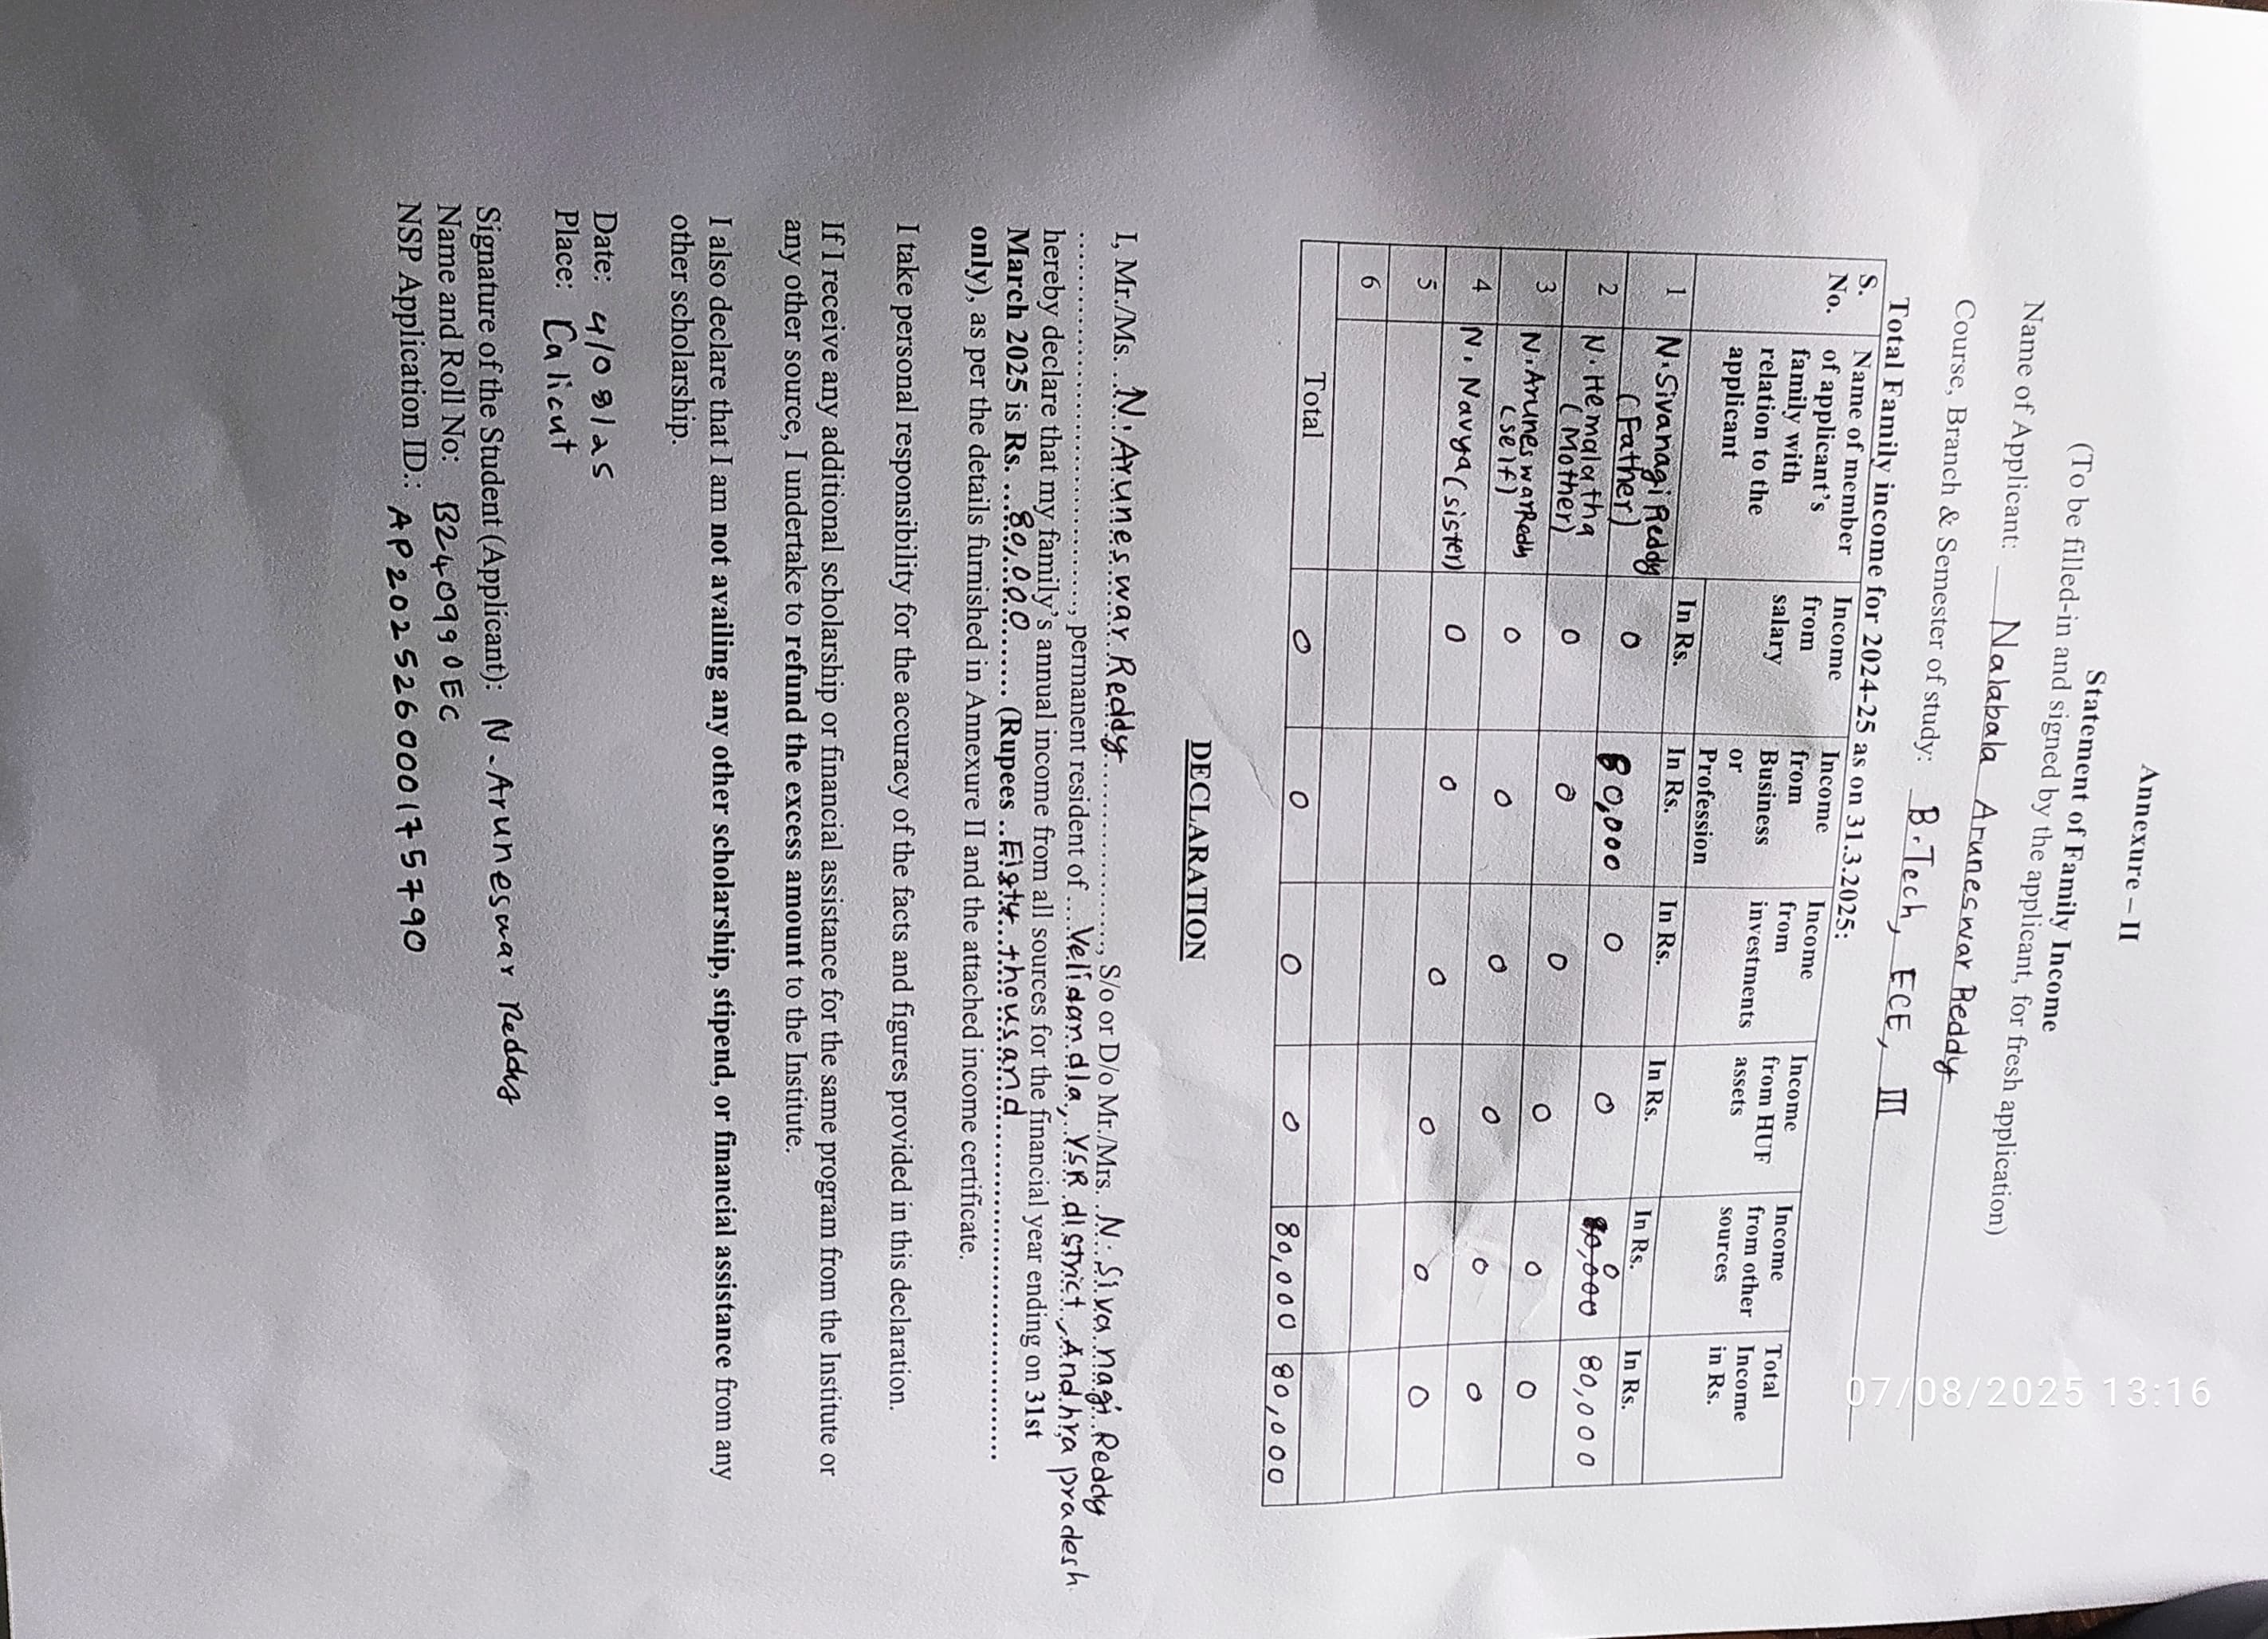 Annexure – II
Statement of Family Income
(To be filled-in and signed by the applicant, for fresh application)
Name of Applicant: Nalabala Aruneswar Reddy
Course, Branch & Semester of study: B.Tech, ECE, III
Total Family income for 2024-25 as on 31.3.2025:
S. No. | Name of member of applicant's family with relation to the applicant | Income from salary | Income from Business or Profession | Income from investments | Income from HUF assets | Income from other sources | Total Income in Rs.
In Rs. | In Rs. | In Rs. | In Rs. | In Rs. | In Rs.
1 | N.Sivanagi Reddy (Father) | 0 | 80,000 | 0 | 0 | 0 80,000 | 80,000
2 | N. Hemalatha (Mother) | 0 | 0 | 0 | 0 | 0 | 0
3 | N.AruneswarReddy (self) | 0 | 0 | 0 | 0 | 0 | 0
4 | N. Navya (sister) | 0 | 0 | 0 | 0 | 0 | 0
5
6
Total | 0 | 0 | 0 | 0 | 80,000 | 80,000
DECLARATION
I, Mr./Ms. N.Aruneswar Reddy, S/o or D/o Mr./Mrs. N. Sivanagi Reddy
, permanent resident of Velidandla, YSR district, Andhra pradesh
hereby declare that my family's annual income from all sources for the financial year ending on 31st
March 2025 is Rs. 80,000 (Rupees Eigty thousand
only), as per the details furnished in Annexure II and the attached income certificate.
I take personal responsibility for the accuracy of the facts and figures provided in this declaration.
If I receive any additional scholarship or financial assistance for the same program from the Institute or
any other source, I undertake to refund the excess amount to the Institute.
I also declare that I am not availing any other scholarship, stipend, or financial assistance from any
other scholarship.
Date: 4/08/25
Place: Calicut
Signature of the Student (Applicant): N.Aruneswar Reddy
Name and Roll No: B240990EC
NSP Application ID.: AP202526000175790
07/08/2025 13:16